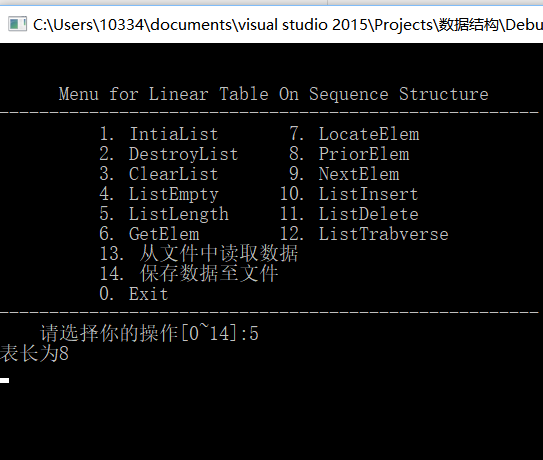 C:\Users\10334\documents\visual studio 2015\Projects\数据结构\Debu
Menu for Linear Table On Sequence Structure
-------------------------------------------------------
1. IntiaList 7. LocateElem
2. DestroyList 8. PriorElem
3. ClearList 9. NextElem
4. ListEmpty 10. ListInsert
5. ListLength 11. ListDelete
6. GetElem 12. ListTrabverse
13. 从文件中读取数据
14. 保存数据至文件
0. Exit
-------------------------------------------------------
请选择你的操作[0~14]:5
表长为8